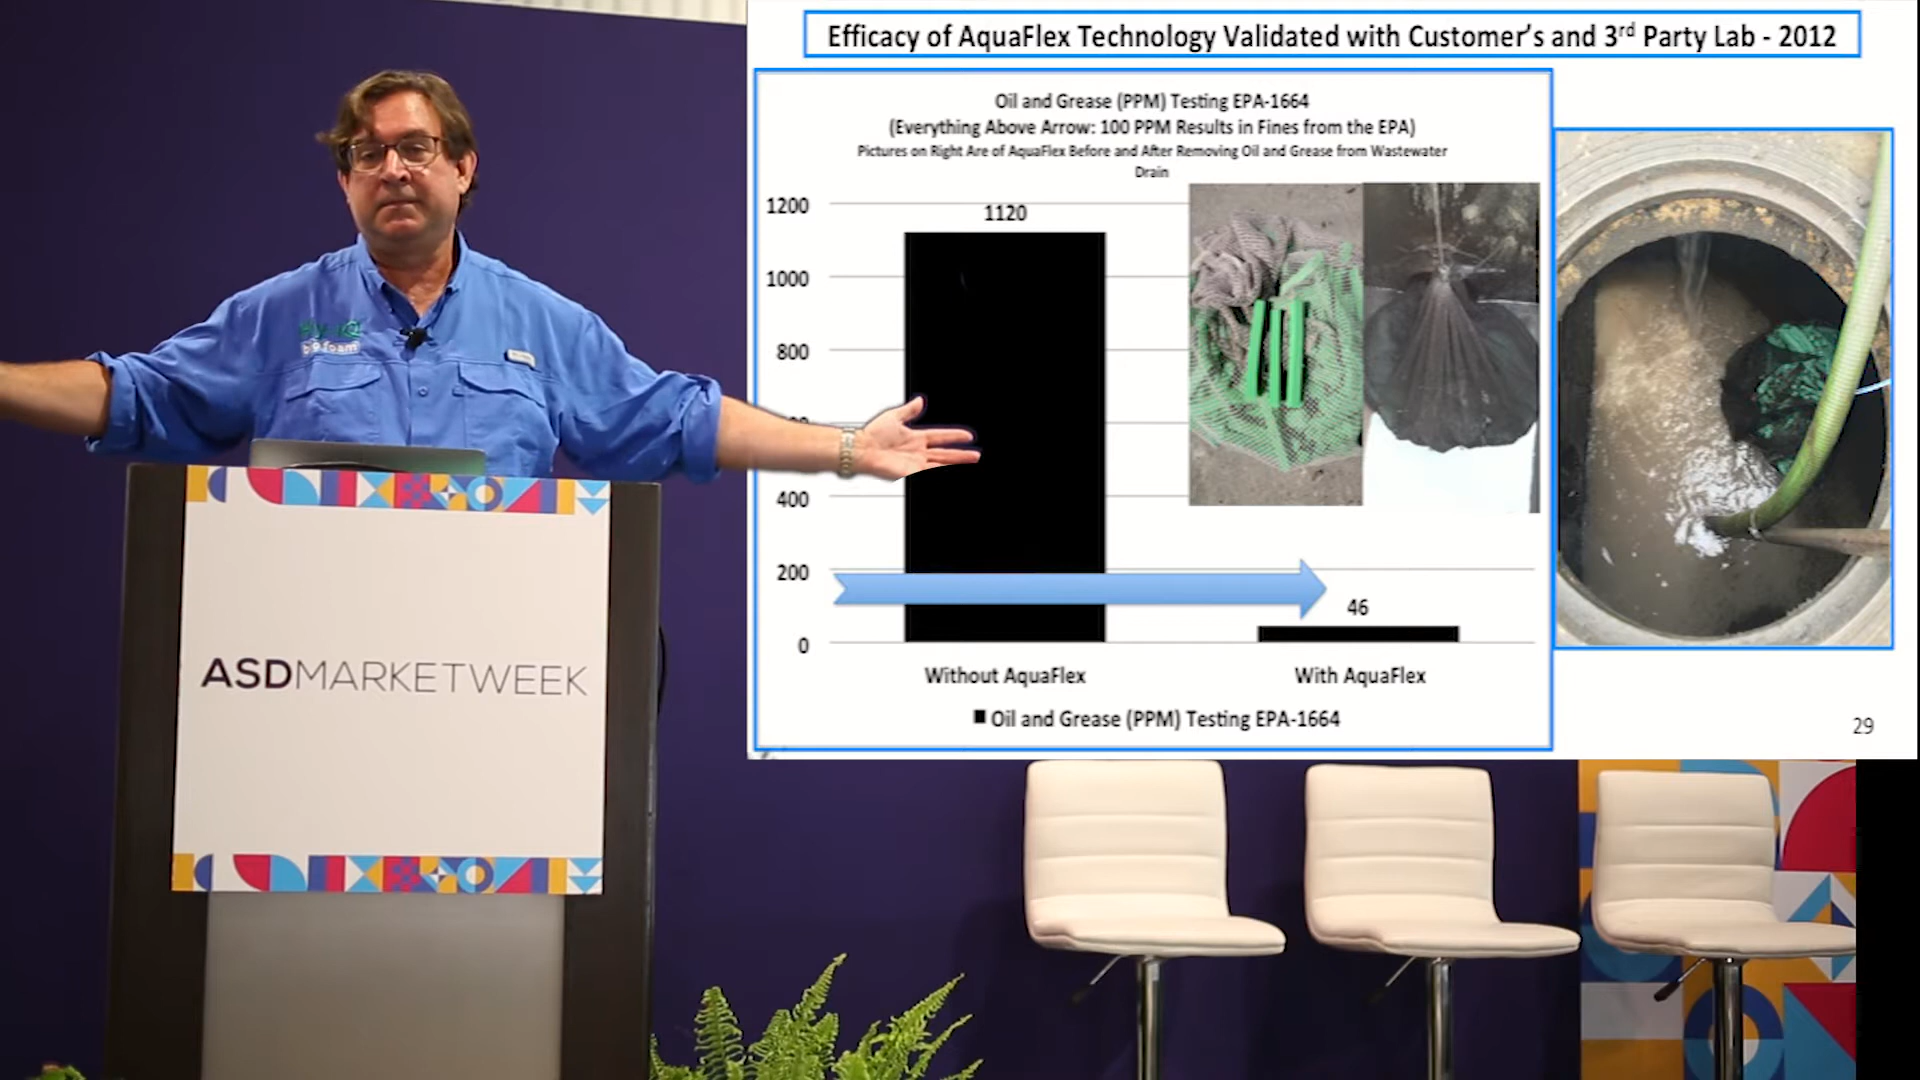 Efficacy of AquaFlex Technology Validated with Customer's and 3rd Party Lab - 2012
Oil and Grease (PPM) Testing EPA-1664
(Everything Above Arrow: 100 PPM Results in Fines from the EPA)
Pictures on Right Are of AquaFlex Before and After Removing Oil and Grease from Wastewater
Drain
1200
1120
1000
800
400
200
46
0
Without AquaFlex
With AquaFlex
Oil and Grease (PPM) Testing EPA-1664
29
foam
ASDMARKETWEEK